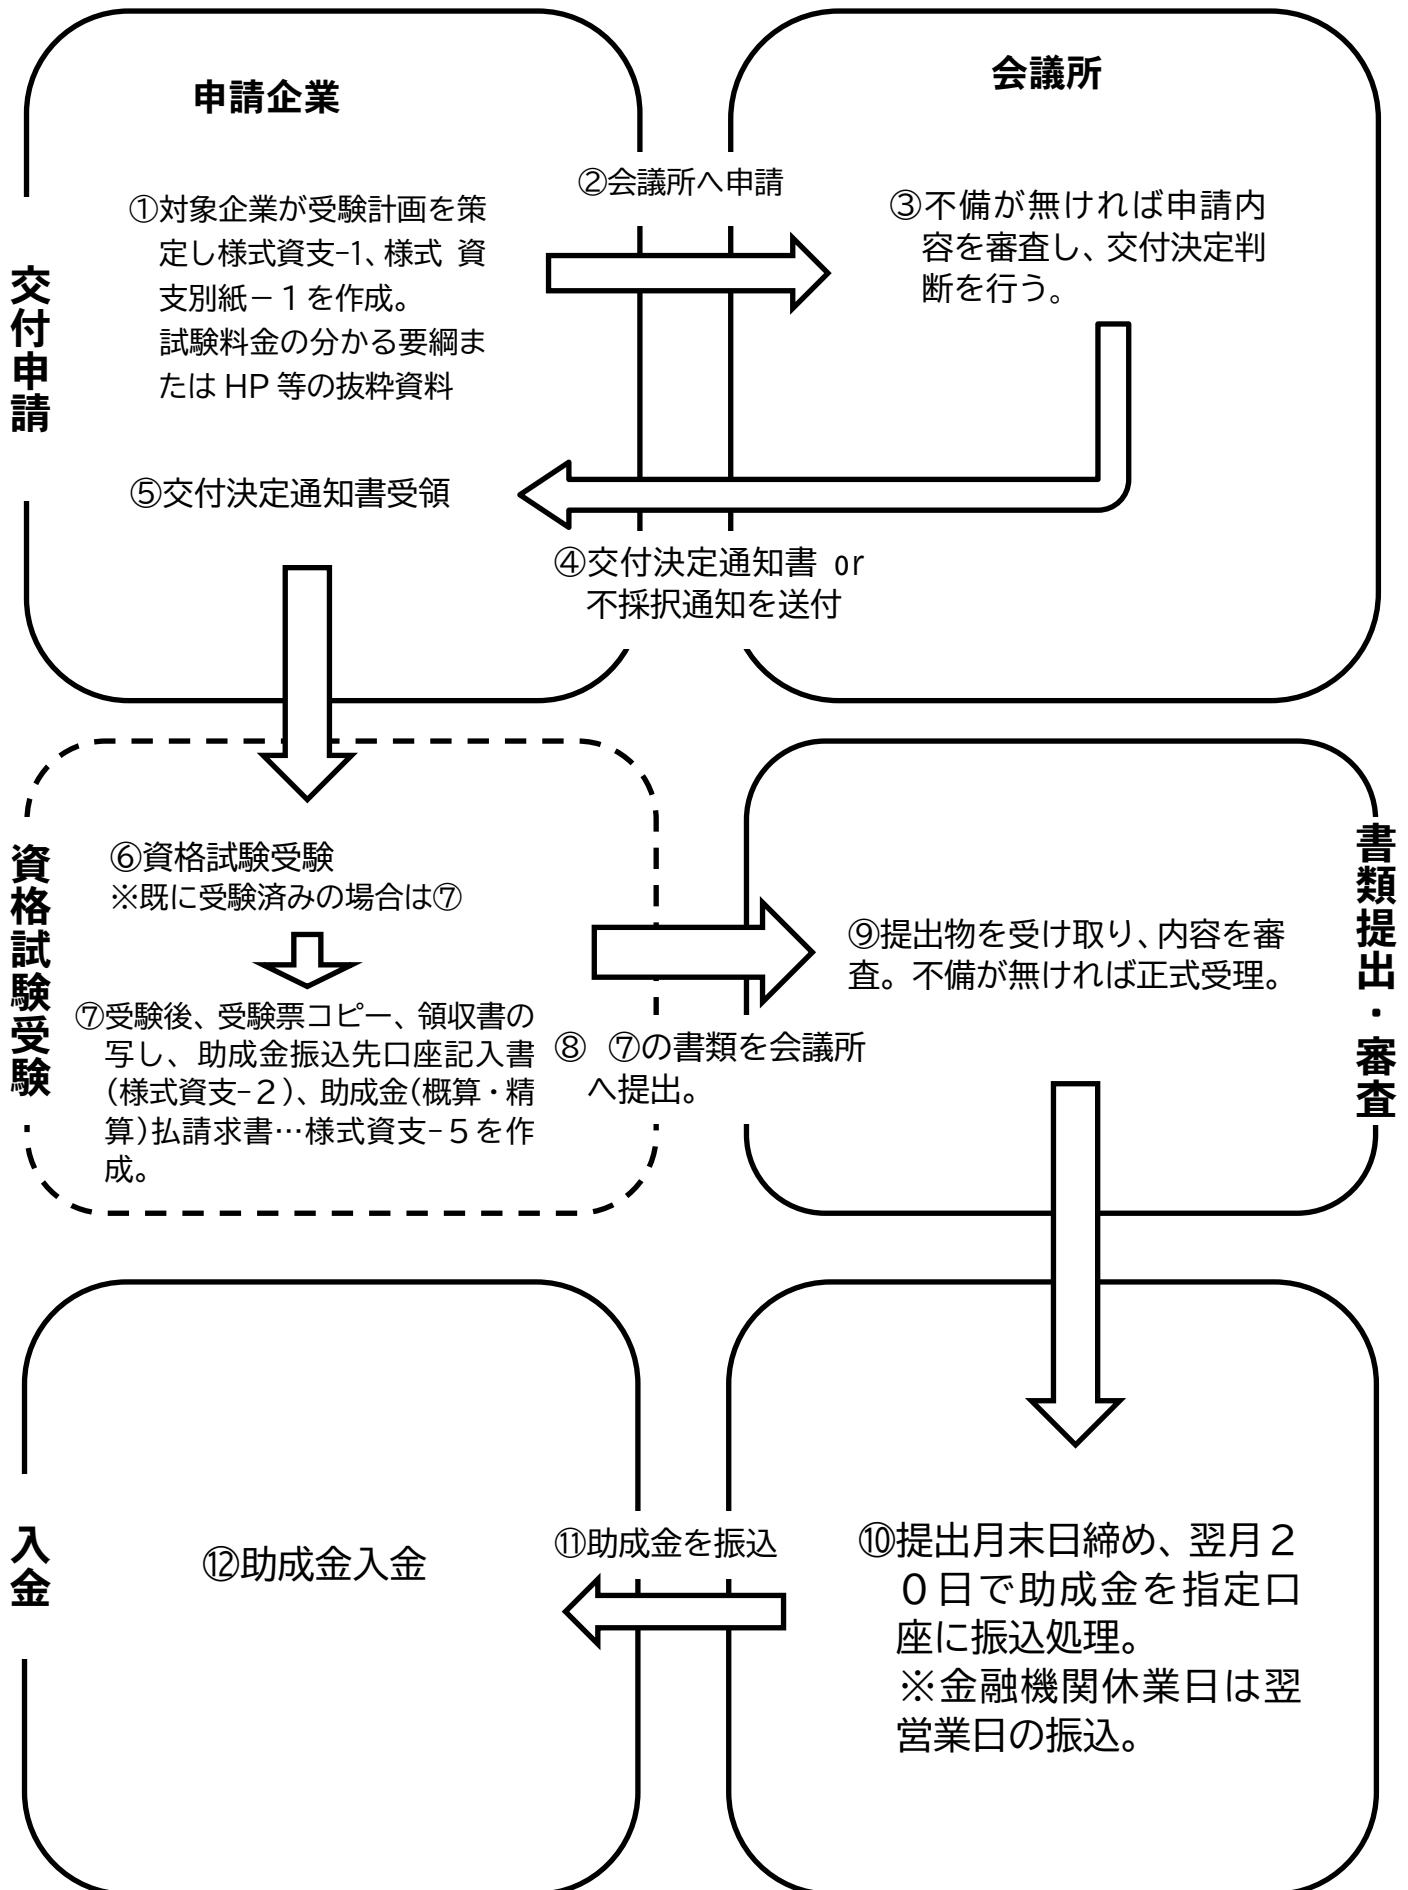 申請企業
会議所
交付申請
①対象企業が受験計画を策
定し様式資支-1、様式 資
支別紙－１を作成。
試験料金の分かる要綱ま
たは HP 等の抜粋資料
②会議所へ申請
③不備が無ければ申請内
容を審査し、交付決定判
断を行う。
⑤交付決定通知書受領
④交付決定通知書 or
不採択通知を送付
資格試験受験
⑥資格試験受験
※既に受験済みの場合は⑦
⑦受験後、受験票コピー、領収書の
写し、助成金振込先口座記入書
(様式資支-２)、助成金(概算・精
算)払請求書…様式資支-５を作
成。
⑧ ⑦の書類を会議所
へ提出。
⑨提出物を受け取り、内容を審
査。不備が無ければ正式受理。
書類提出・審査
入金
⑫助成金入金
⑪助成金を振込
⑩提出月末日締め、翌月２
０日で助成金を指定口
座に振込処理。
※金融機関休業日は翌
営業日の振込。